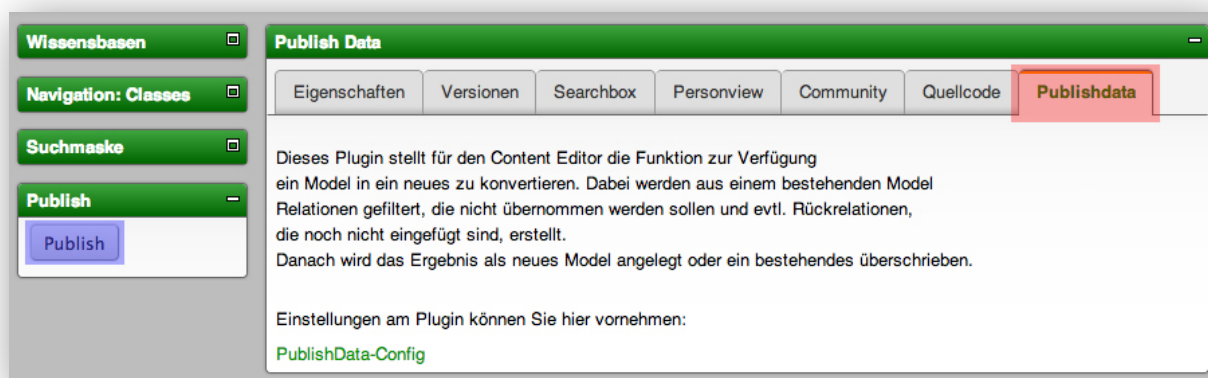 Wissensbasen
Navigation: Classes
Suchmaske
Publish
Publish
Publish Data
Eigenschaften Versionen Searchbox Personview Community Quellcode Publishdata
Dieses Plugin stellt für den Content Editor die Funktion zur Verfügung
ein Model in ein neues zu konvertieren. Dabei werden aus einem bestehenden Model
Relationen gefiltert, die nicht übernommen werden sollen und evtl. Rückrelationen,
die noch nicht eingefügt sind, erstellt.
Danach wird das Ergebnis als neues Model angelegt oder ein bestehendes überschrieben.
Einstellungen am Plugin können Sie hier vornehmen:
PublishData-Config